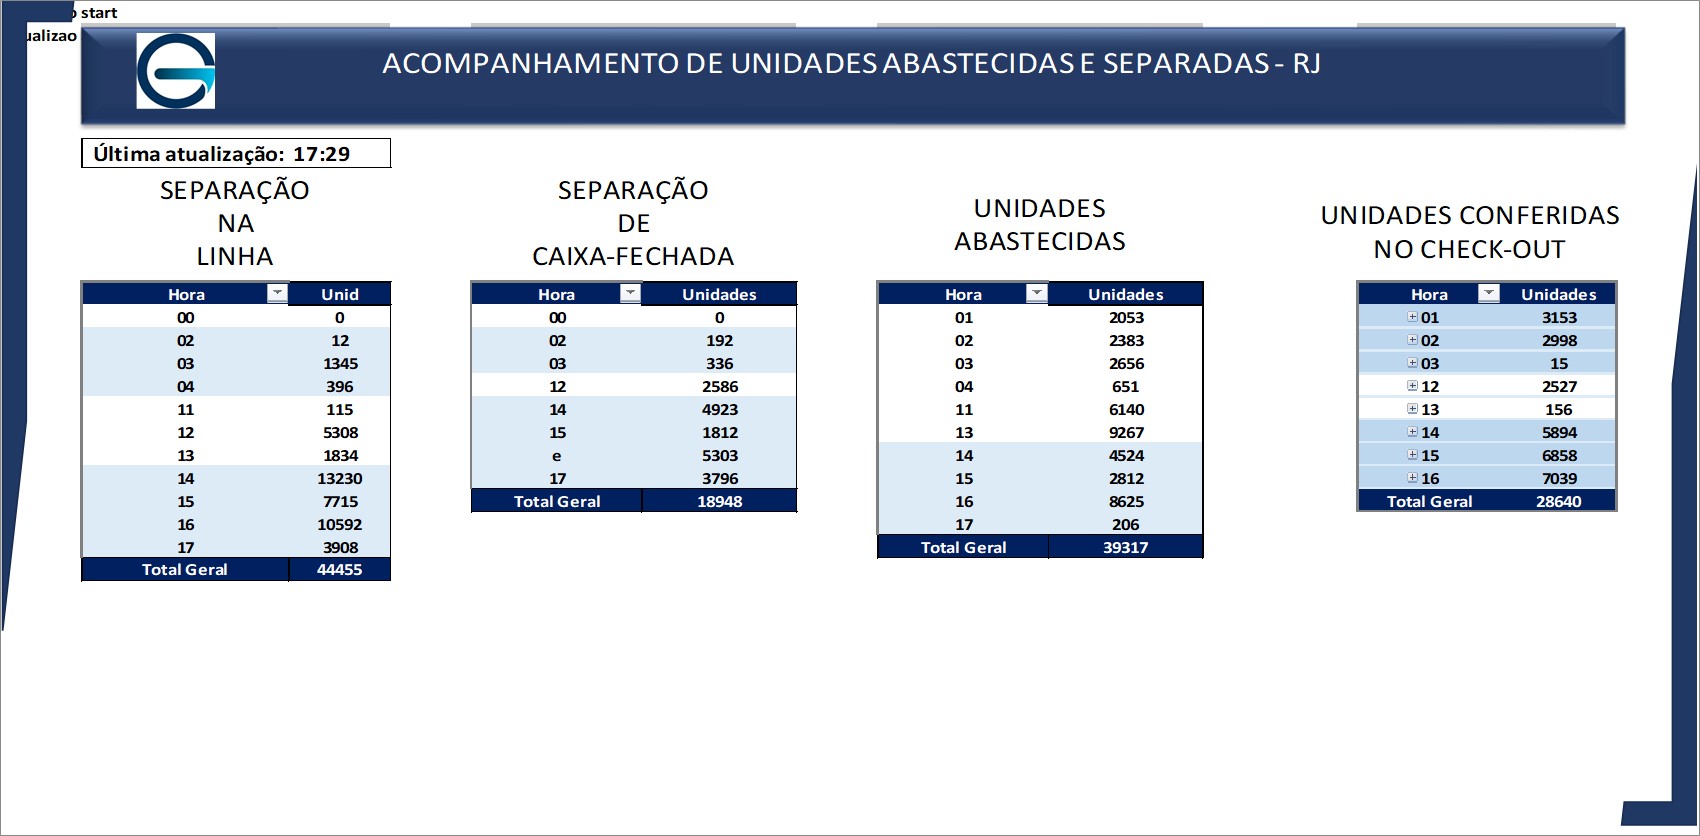 start
ualizao
ACOMPANHAMENTO DE UNIDADES ABASTECIDAS E SEPARADAS - RJ
Última atualização: 17:29
SEPARAÇÃO
NA
LINHA
Hora Unid
00 0
02 12
03 1345
04 396
11 115
12 5308
13 1834
14 13230
15 7715
16 10592
17 3908
Total Geral 44455
SEPARAÇÃO
DE
CAIXA-FECHADA
Hora Unidades
00 0
02 192
03 336
12 2586
14 4923
15 1812
e 5303
17 3796
Total Geral 18948
UNIDADES
ABASTECIDAS
Hora Unidades
01 2053
02 2383
03 2656
04 651
11 6140
13 9267
14 4524
15 2812
16 8625
17 206
Total Geral 39317
UNIDADES CONFERIDAS
NO CHECK-OUT
Hora Unidades
01 3153
02 2998
03 15
12 2527
13 156
14 5894
15 6858
16 7039
Total Geral 28640